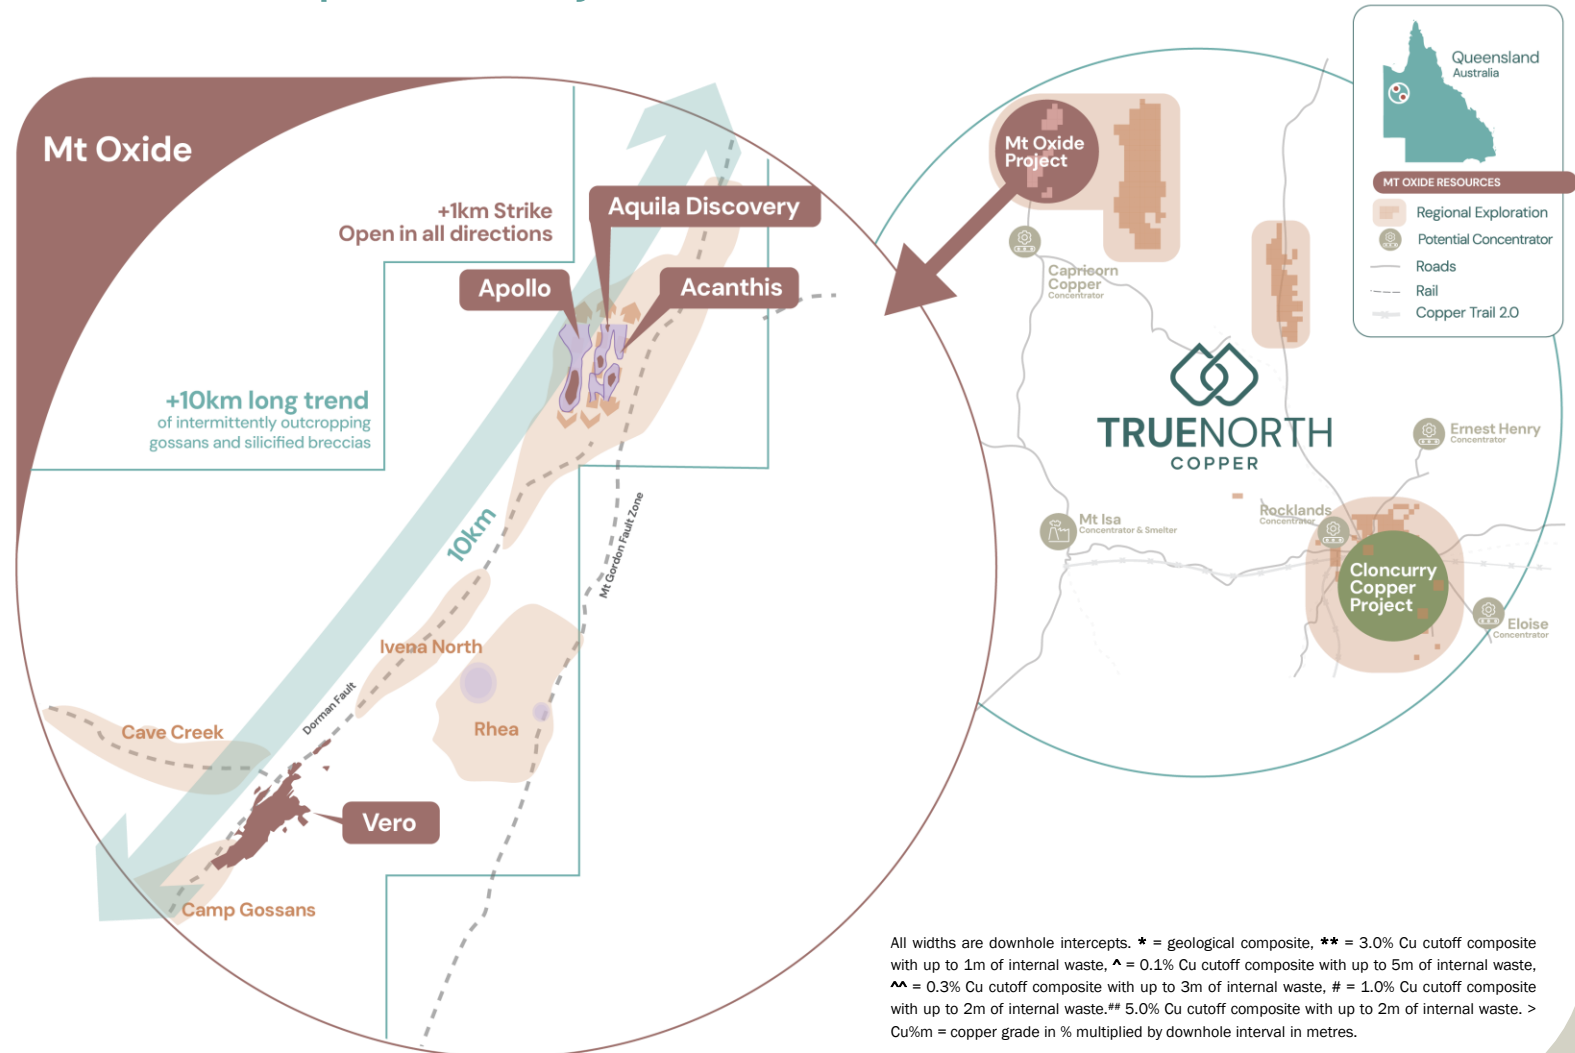 Mt Oxide
+1km Strike
Open in all directions
Aquila Discovery
Apollo
Acanthis
+10km long trend
of intermittently outcropping
gossans and silicified breccias
10km
Mt Gordon Fault Zone
Ivena North
Dorman Fault
Cave Creek
Rhea
Vero
Camp Gossans
Mt Oxide
Project
Capricorn
Copper
Concentrator
TRUENORTH
COPPER
Ernest Henry
Concentrator
Mt Isa
Concentrator & Smelter
Rocklands
Concentrator
Cloncurry
Copper
Project
Eloise
Concentrator
Queensland
Australia
MT OXIDE RESOURCES
Regional Exploration
Potential Concentrator
Roads
Rail
Copper Trail 2.0
All widths are downhole intercepts. * = geological composite, ** = 3.0% Cu cutoff composite
with up to 1m of internal waste, ^ = 0.1% Cu cutoff composite with up to 5m of internal waste,
^^ = 0.3% Cu cutoff composite with up to 3m of internal waste, # = 1.0% Cu cutoff composite
with up to 2m of internal waste.## 5.0% Cu cutoff composite with up to 2m of internal waste. >
Cu%m = copper grade in % multiplied by downhole interval in metres.